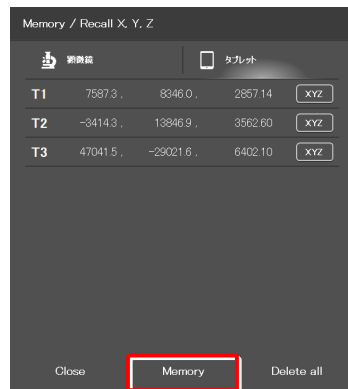 Memory / Recall X, Y, Z
顕微鏡 タブレット
T1 7587.3 , 8346.0 , 2857.14 XYZ
T2 -3414.3 , 13846.9 , 3562.60 XYZ
T3 47041.5 , -29021.6 , 6402.10 XYZ
Close Memory Delete all